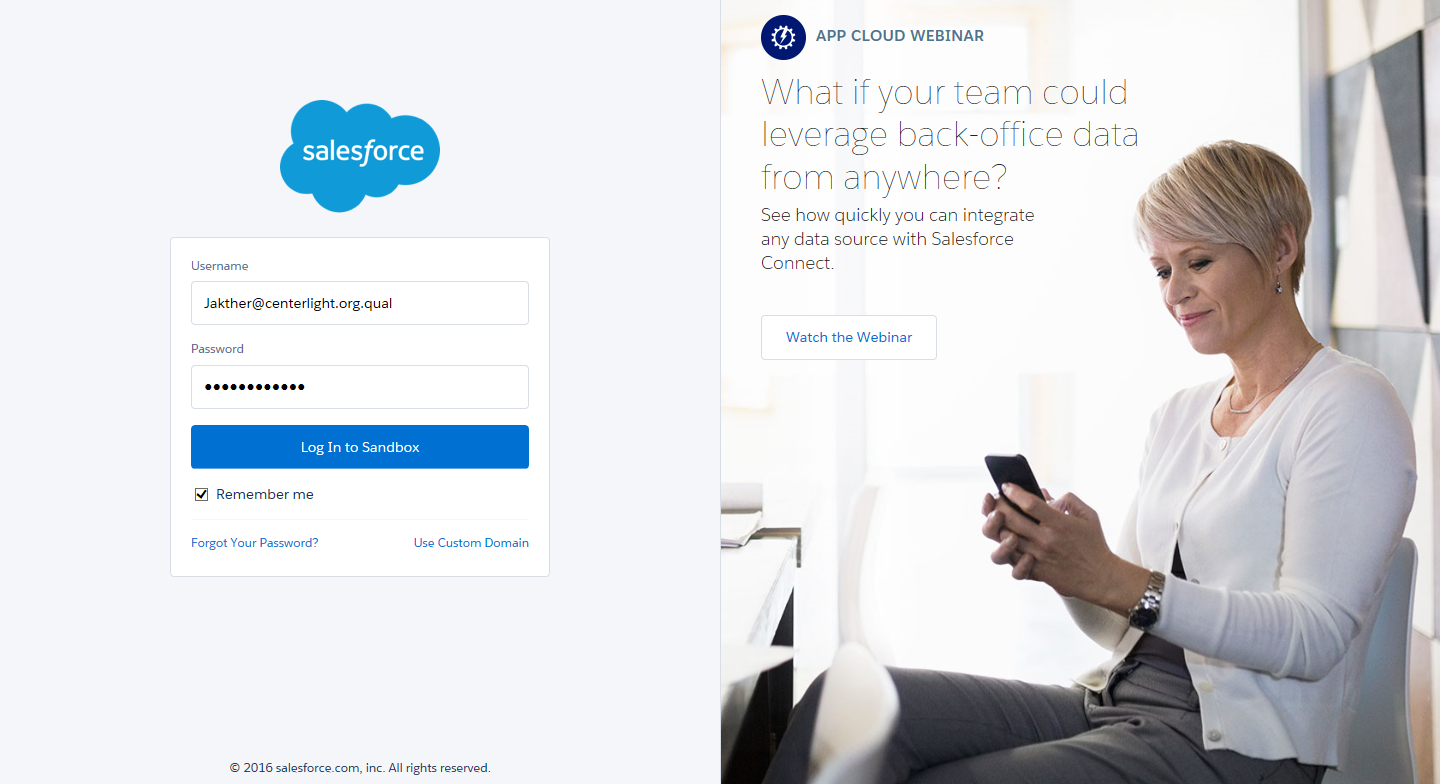 salesforce
Username
Jakther@centerlight.org.qual
Password
••••••••••••
Log In to Sandbox
Remember me
Forgot Your Password?
Use Custom Domain
© 2016 salesforce.com, inc. All rights reserved.
APP CLOUD WEBINAR
What if your team could
leverage back-office data
from anywhere?
See how quickly you can integrate
any data source with Salesforce
Connect.
Watch the Webinar